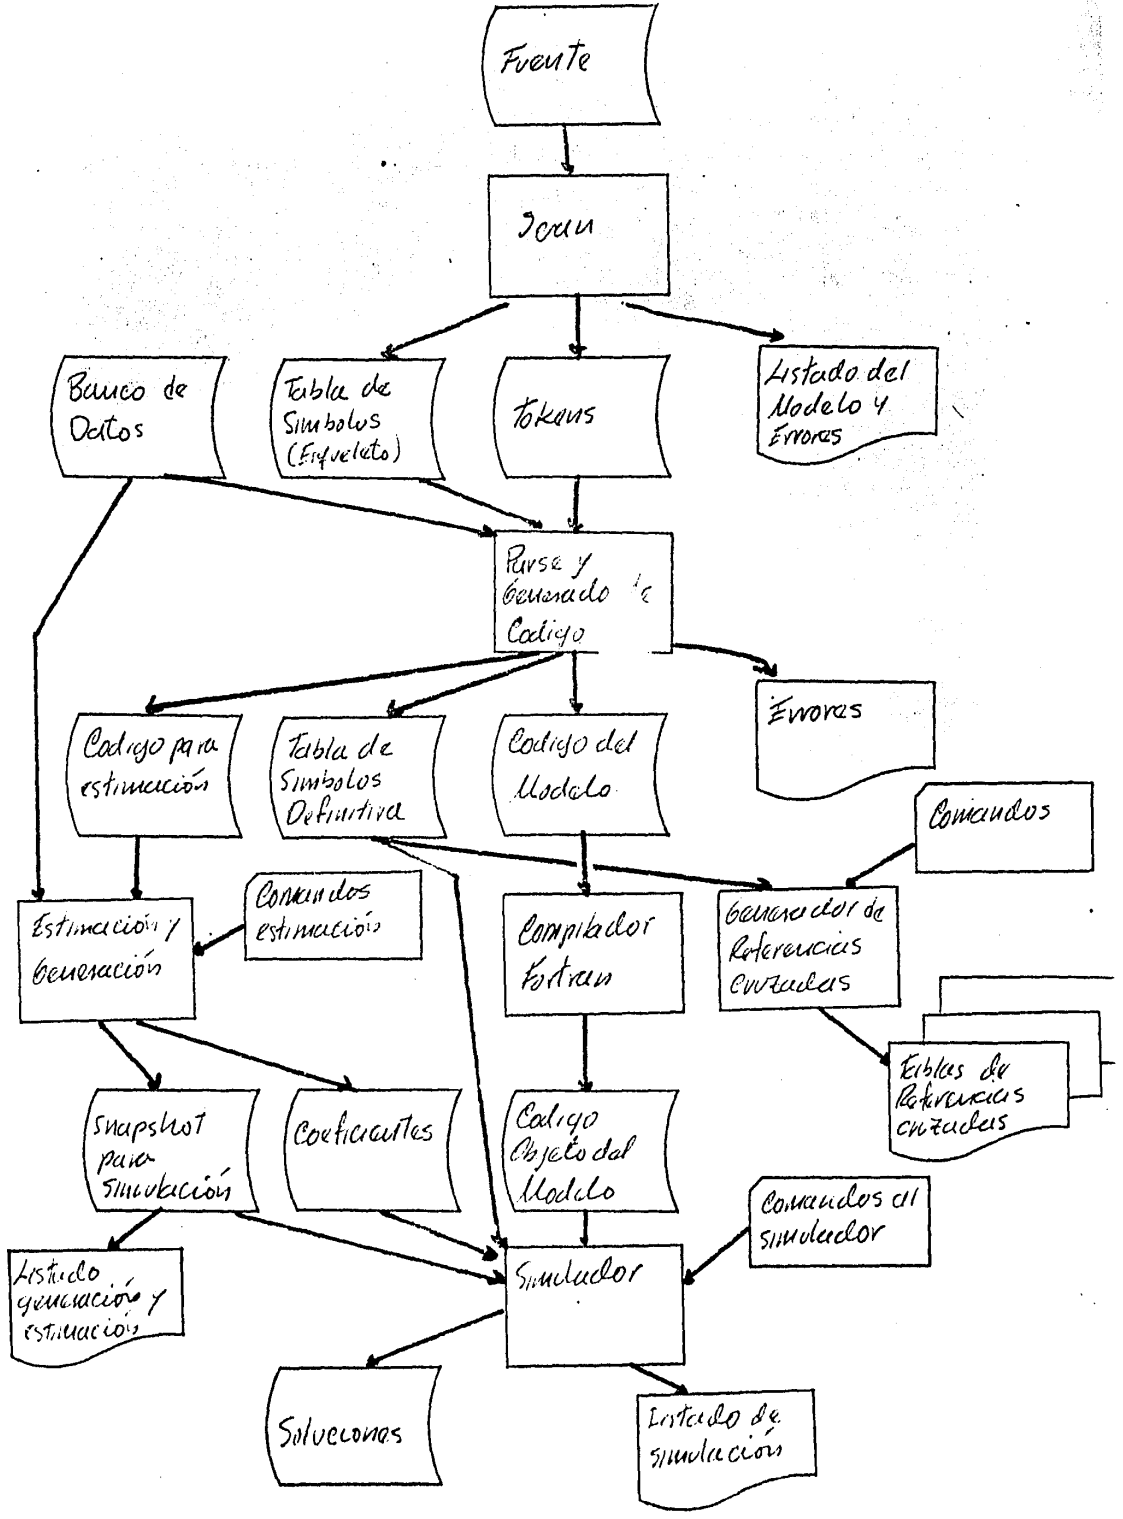 Fuente
Scan
Banco de
Datos
Tabla de
Simbolos
(Esqueleto)
Tokens
Listado del
Modelo y
Errores
Parse y
Generado de
Codigo
Errores
Codigo para
estimación
Tabla de
Simbolos
Definitiva
Codigo del
Modelo
Comandos
Estimación y
Generación
Comandos
estimación
Compilador
Fortran
Generador de
Referencias
cruzadas
Tablas de
Referencias
cruzadas
Snapshot
para
simulación
Coeficientes
Codigo
Objeto del
Modelo
Comandos al
simulador
Listado
generación y
estimación
Simulador
Soluciones
Listado de
simulación